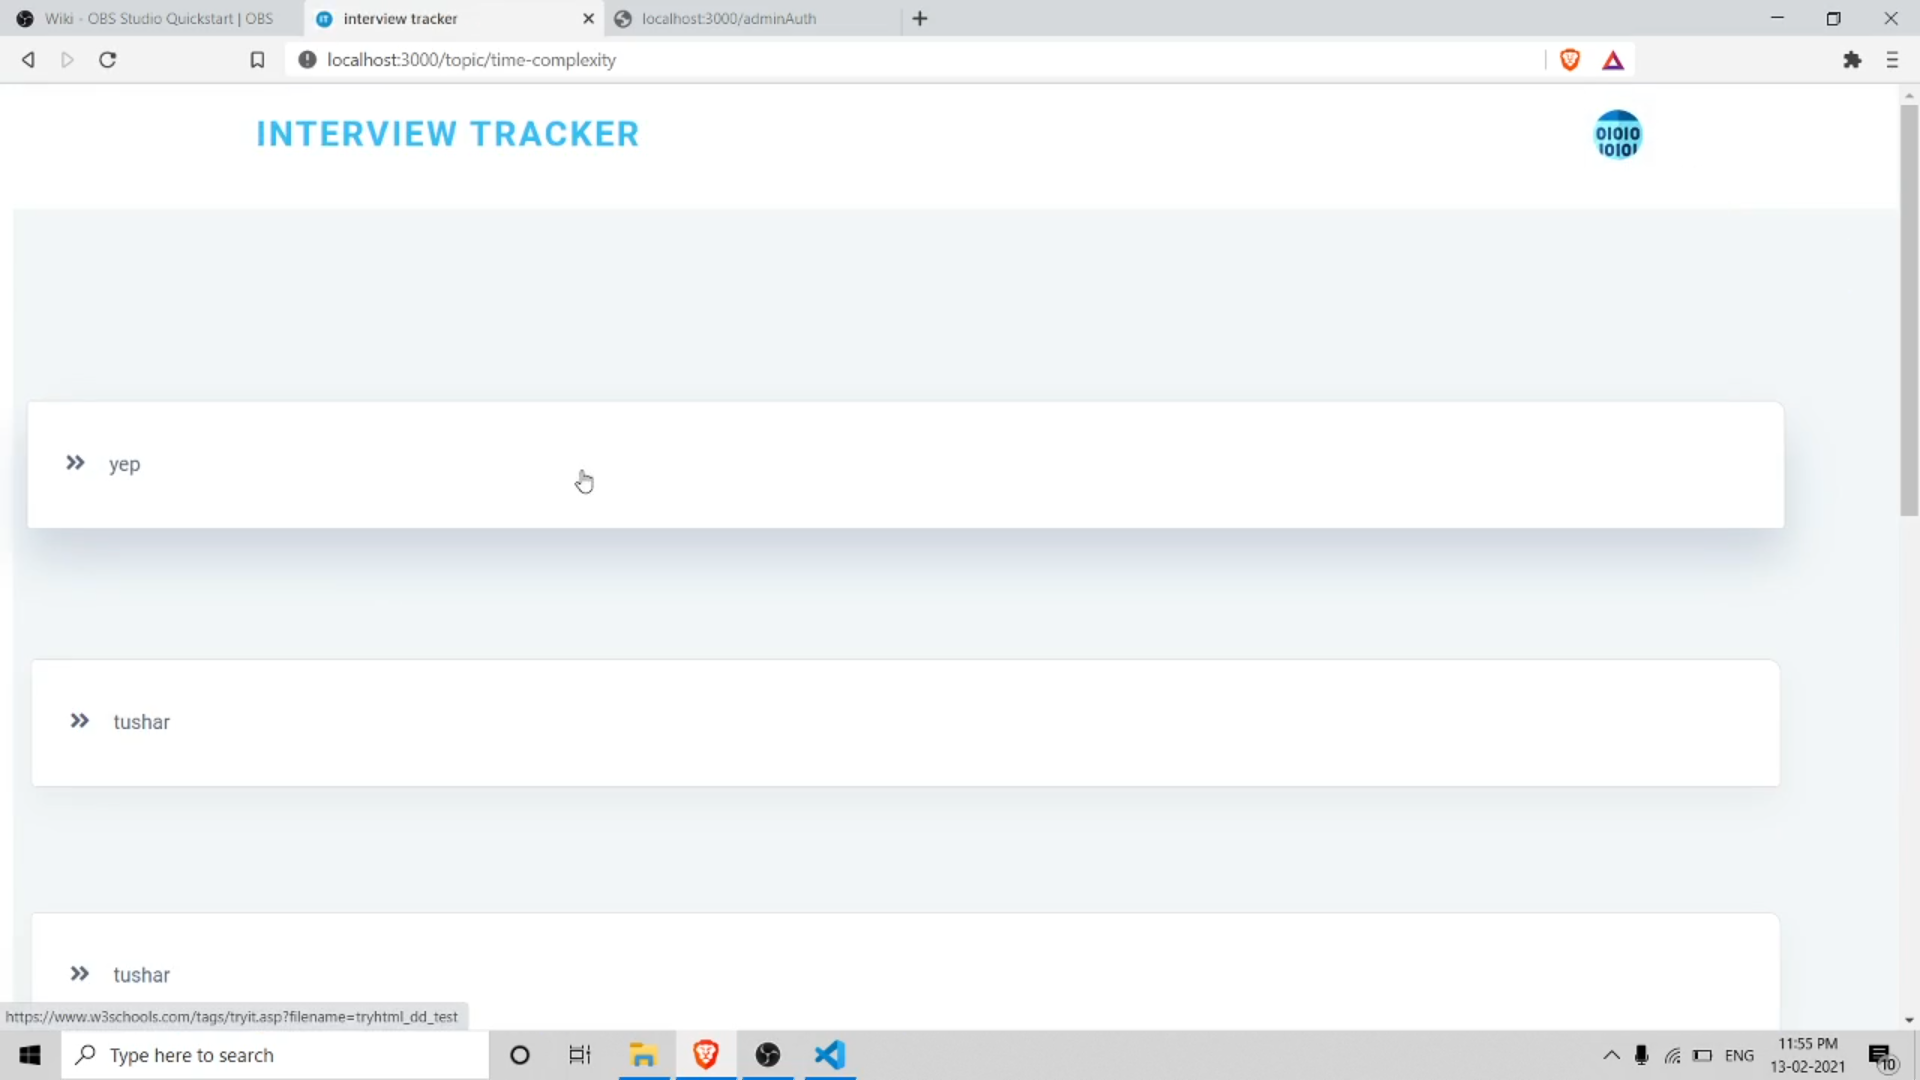 Wiki - OBS Studio Quickstart | OBS
interview tracker
localhost:3000/adminAuth
localhost:3000/topic/time-complexity
INTERVIEW TRACKER
01010
10101
yep
tushar
tushar
https://www.w3schools.com/tags/tryit.asp?filename=tryhtml_dd_test
Type here to search
ENG
11:55 PM
13-02-2021
10